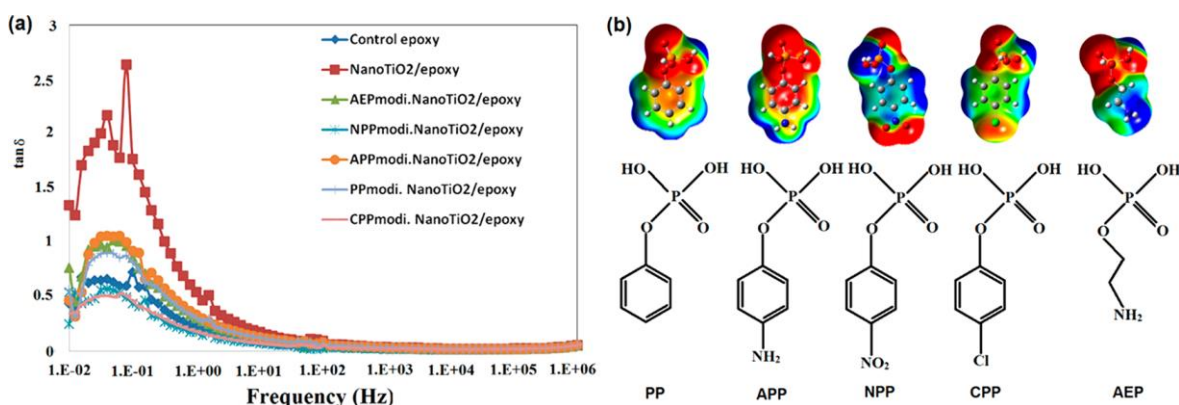 (a)
3
2.5
2
1.5
1
0.5
0
tan δ
1.E-02 1.E-01 1.E+00 1.E+01 1.E+02 1.E+03 1.E+04 1.E+05 1.E+06
Frequency (Hz)
Control epoxy
NanoTiO2/epoxy
AEPmodi.NanoTiO2/epoxy
NPPmodi.NanoTiO2/epoxy
APPmodi.NanoTiO2/epoxy
PPmodi. NanoTiO2/epoxy
CPPmodi. NanoTiO2/epoxy
(b)
HO OH HO OH HO OH HO OH HO OH
P P P P P
O O O O O O O O O O
NH₂ NO₂ Cl NH₂
PP APP NPP CPP AEP